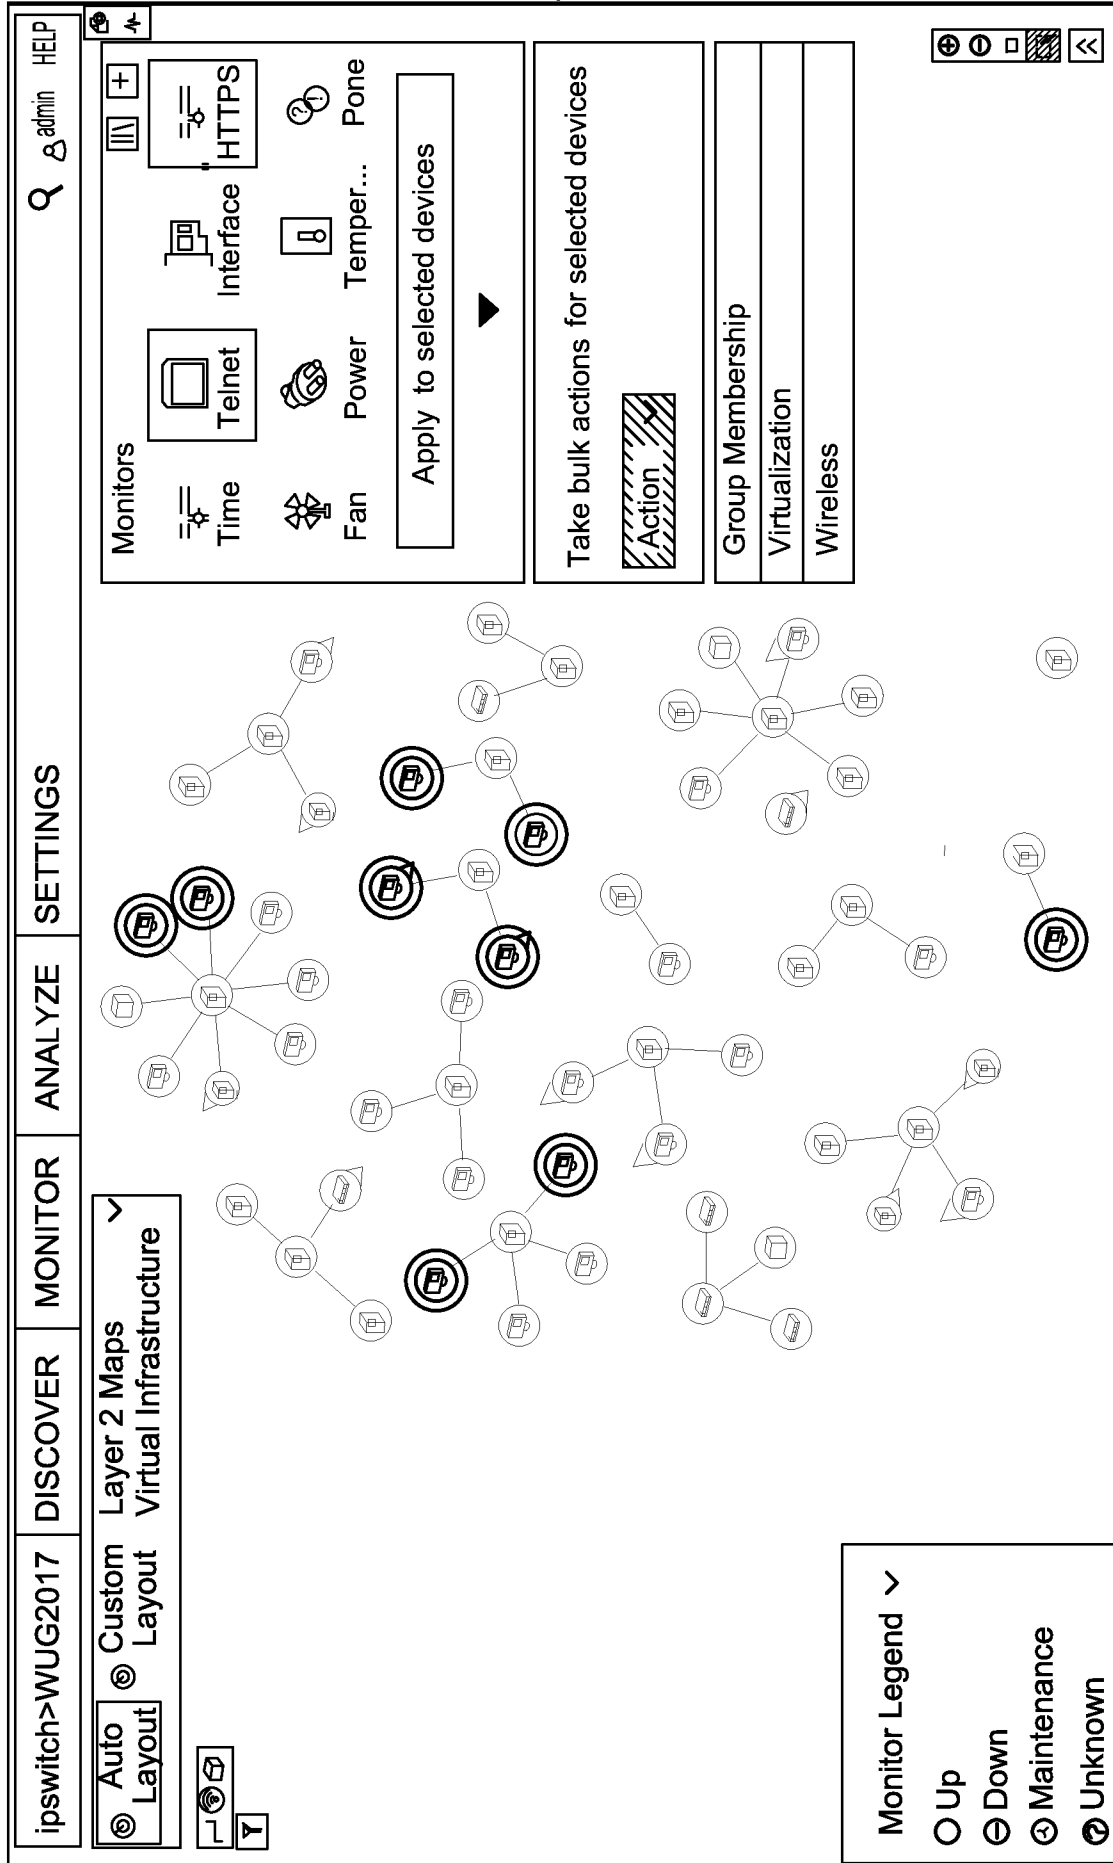 ipswitch>WUG2017 DISCOVER MONITOR ANALYZE SETTINGS admin HELP
Auto Layout
Custom Layout
Layer 2 Maps
Virtual Infrastructure
Monitors
Time Telnet Interface HTTPS
Fan Power Temper... Pone
Apply to selected devices
Take bulk actions for selected devices
Action
Group Membership
Virtualization
Wireless
Monitor Legend
Up
Down
Maintenance
Unknown